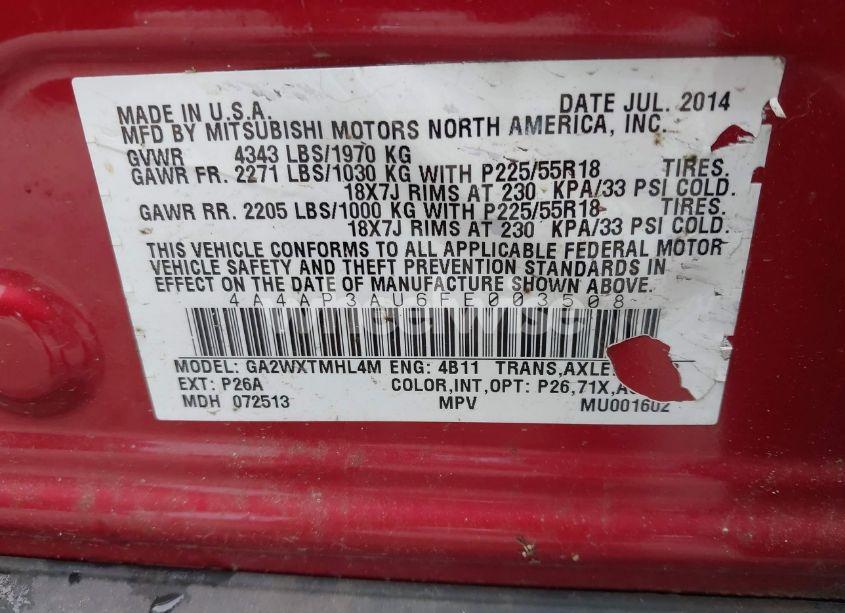 MADE IN U.S.A. DATE JUL. 2014
MFD BY MITSUBISHI MOTORS NORTH AMERICA, INC.
GVWR 4343 LBS/1970 KG
GAWR FR. 2271 LBS/1030 KG WITH P225/55R18 TIRES.
18X7J RIMS AT 230 KPA/33 PSI COLD.
GAWR RR. 2205 LBS/1000 KG WITH P225/55R18 TIRES.
18X7J RIMS AT 230 KPA/33 PSI COLD.
THIS VEHICLE CONFORMS TO ALL APPLICABLE FEDERAL MOTOR
VEHICLE SAFETY AND THEFT PREVENTION STANDARDS IN
EFFECT ON THE DATE OF MANUFACTURE SHOWN ABOVE.
4A4AP3AU6FE003508
MODEL: GA2WXTMHL4M ENG: 4B11 TRANS,AXLE
EXT: P26A COLOR,INT,OPT: P26,71X,
MDH 072513 MPV MU001602